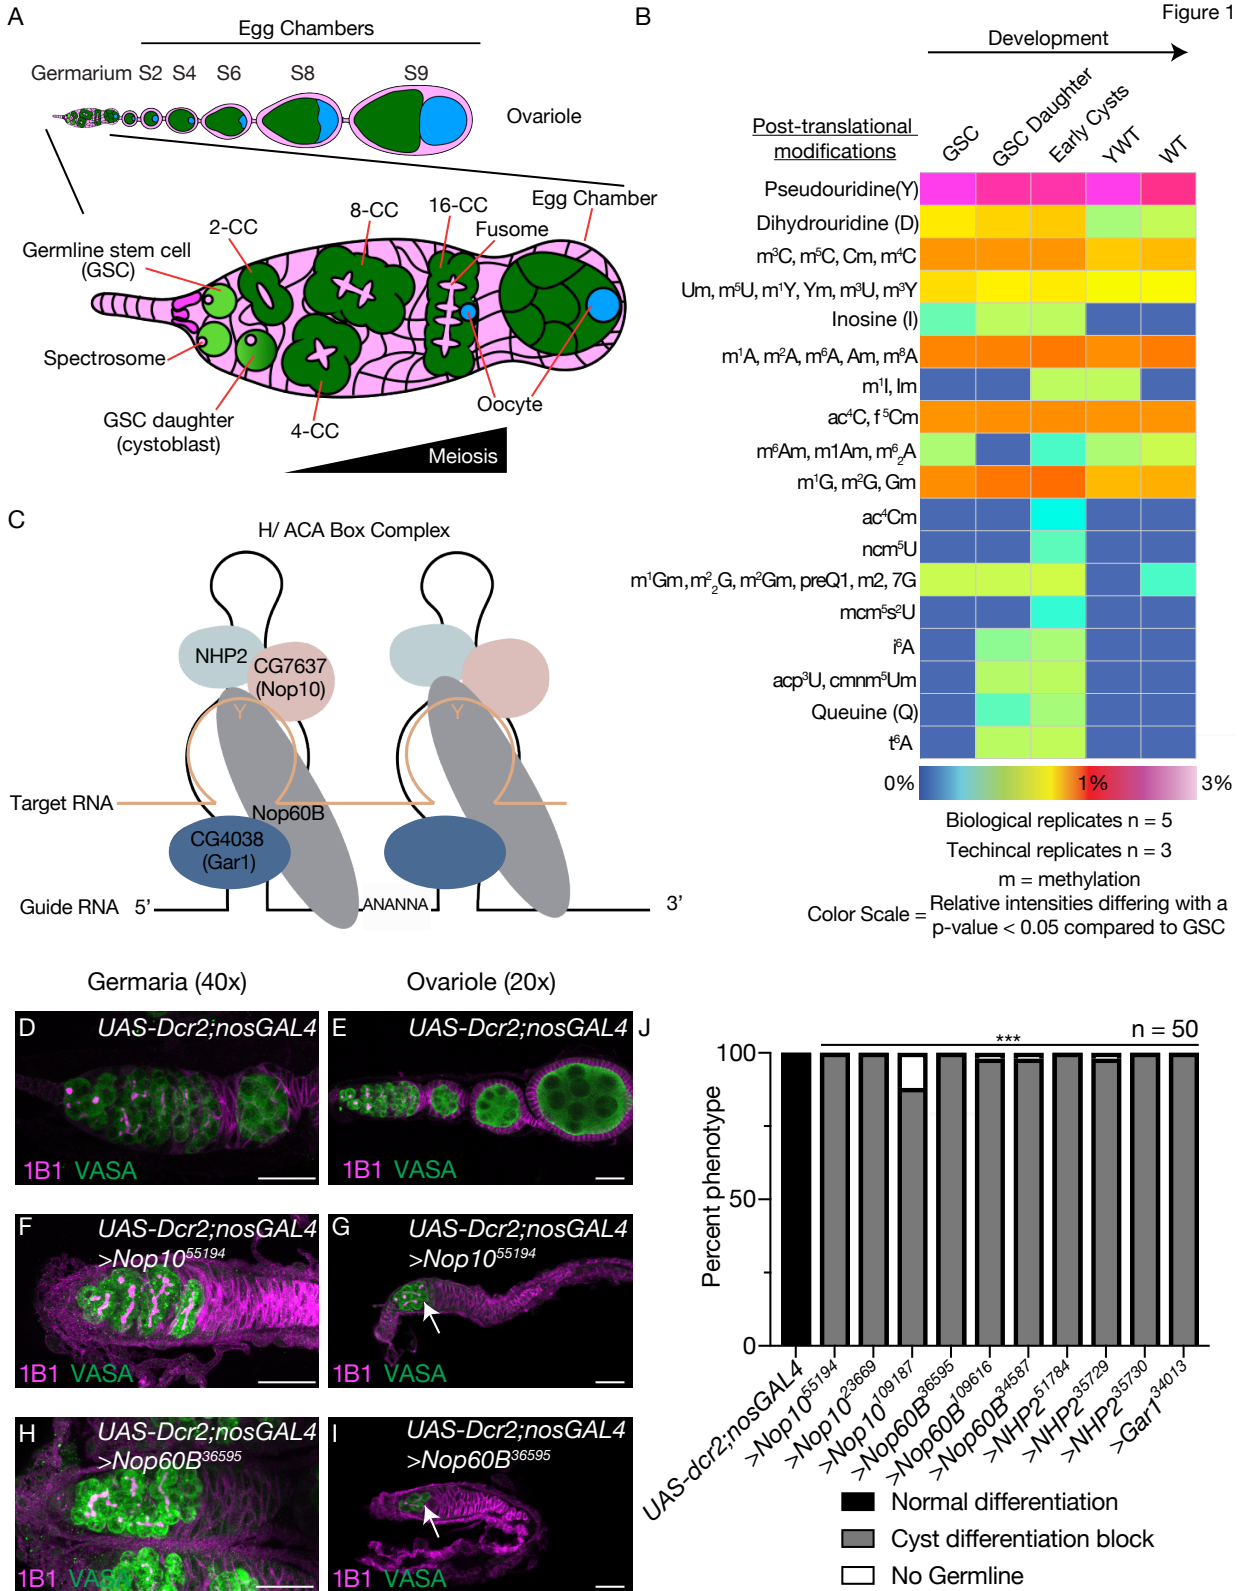 Figure 1
A
Egg Chambers
Germarium S2 S4 S6 S8 S9
Ovariole
Egg Chamber
16-CC
8-CC
Fusome
2-CC
Germline stem cell
(GSC)
Spectrosome
GSC daughter
(cystoblast)
4-CC
Oocyte
Meiosis
B
Development
Post-translational
modifications
GSC
GSC Daughter
Early Cysts
YWT
WT
Pseudouridine(Y)
Dihydrouridine (D)
m³C, m⁵C, Cm, m⁴C
Um, m⁵U, m¹Y, Ym, m³U, m³Y
Inosine (I)
m¹A, m²A, m⁶A, Am, m⁸A
m¹I, Im
ac⁴C, f⁵Cm
m⁶Am, m1Am, m⁶₂A
m¹G, m²G, Gm
ac⁴Cm
ncm⁵U
m¹Gm, m²₂G, m²Gm, preQ1, m2, 7G
mcm⁵s²U
i⁶A
acp³U, cmnm⁵Um
Queuine (Q)
t⁶A
0% 1% 3%
Biological replicates n = 5
Techincal replicates n = 3
m = methylation
Color Scale = Relative intensities differing with a
p-value < 0.05 compared to GSC
C
H/ ACA Box Complex
NHP2
CG7637
(Nop10)
Y Y
Target RNA
Nop60B
CG4038
(Gar1)
Guide RNA 5' ANANNA 3'
Germaria (40x) Ovariole (20x)
D UAS-Dcr2;nosGAL4
1B1 VASA
E UAS-Dcr2;nosGAL4
1B1 VASA
F UAS-Dcr2;nosGAL4
>Nop10⁵⁵¹⁹⁴
1B1 VASA
G UAS-Dcr2;nosGAL4
>Nop10⁵⁵¹⁹⁴
1B1 VASA
H UAS-Dcr2;nosGAL4
>Nop60B³⁶⁵⁹⁵
1B1 VASA
I UAS-Dcr2;nosGAL4
>Nop60B³⁶⁵⁹⁵
1B1 VASA
J
n = 50
***
Percent phenotype
100
50
0
UAS-dcr2;nosGAL4
>Nop10⁵⁵¹⁹⁴
>Nop10²³⁶⁶⁹
>Nop10¹⁰⁹¹⁸⁷
>Nop60B³⁶⁵⁹⁵
>Nop60B¹⁰⁹⁶¹⁶
>Nop60B³⁴⁵⁸⁷
>NHP2⁵¹⁷⁸⁴
>NHP2³⁵⁷²⁹
>NHP2³⁵⁷³⁰
>Gar1³⁴⁰¹³
Normal differentiation
Cyst differentiation block
No Germline